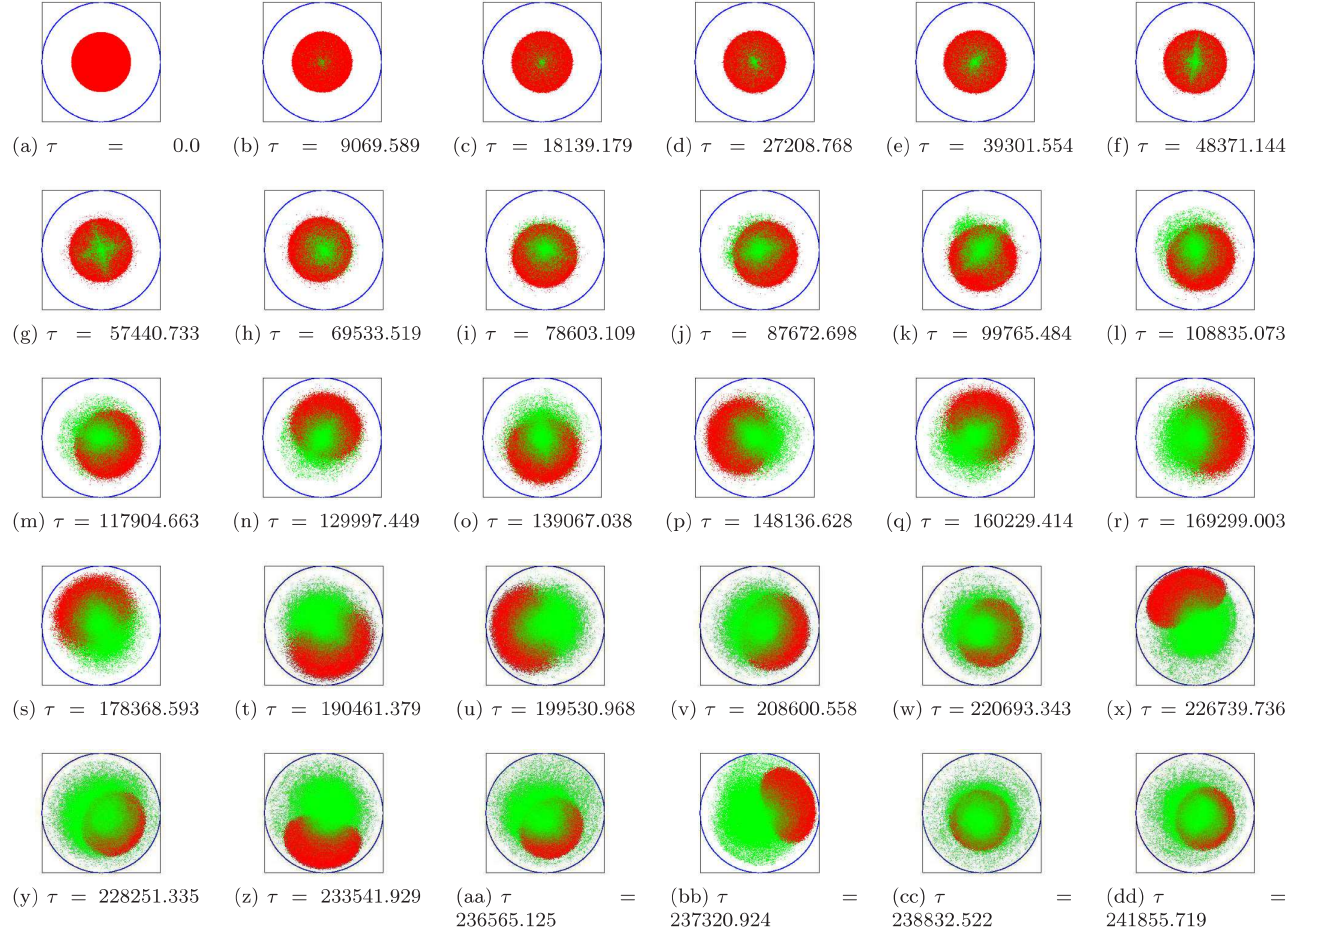 (a) τ = 0.0
(b) τ = 9069.589
(c) τ = 18139.179
(d) τ = 27208.768
(e) τ = 39301.554
(f) τ = 48371.144
(g) τ = 57440.733
(h) τ = 69533.519
(i) τ = 78603.109
(j) τ = 87672.698
(k) τ = 99765.484
(l) τ = 108835.073
(m) τ = 117904.663
(n) τ = 129997.449
(o) τ = 139067.038
(p) τ = 148136.628
(q) τ = 160229.414
(r) τ = 169299.003
(s) τ = 178368.593
(t) τ = 190461.379
(u) τ = 199530.968
(v) τ = 208600.558
(w) τ = 220693.343
(x) τ = 226739.736
(y) τ = 228251.335
(z) τ = 233541.929
(aa) τ =
236565.125
(bb) τ =
237320.924
(cc) τ =
238832.522
(dd) τ =
241855.719